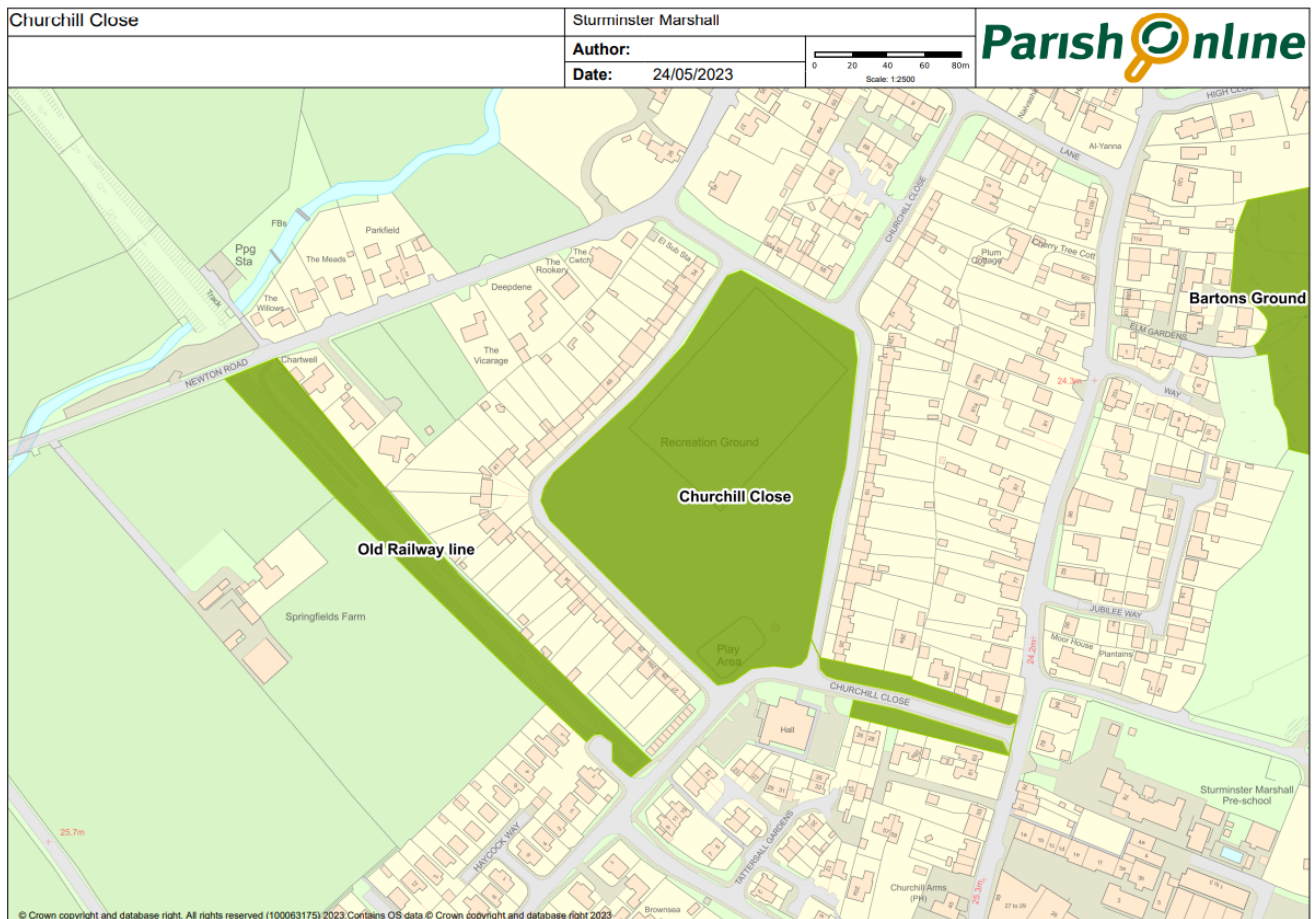 Churchill Close
Sturminster Marshall
Author:
Date: 24/05/2023
0 20 40 60 80m
Scale: 1:2500
Parish Online
HIGH CLO
Al-Yanna
LANE
FBs
Parkfield
Ppg
Sta
The Meads
The
Cwtch
El Sub Sta
CHURCHILL CLOSE
Plum
Cottage
Cherry Tree Cott
The
Rookery
Deepdene
Track
The
Willows
Bartons Ground
ELM GARDENS
The
Vicarage
Chartwell
NEWTON ROAD
24.3m
WAY
Recreation Ground
Churchill Close
Old Railway line
Springfields Farm
JUBILEE WAY
Moor House
Plantains
24.2m
Play
Area
CHURCHILL CLOSE
Hall
Sturminster Marshall
Pre-school
25.7m
HAYCOCK WAY
TATTERSALL GARDENS
Churchill Arms
(PH)
25.3m
27 to 29
Brownsea
© Crown copyright and database right. All rights reserved (100063175) 2023 Contains OS data © Crown copyright and database right 2023